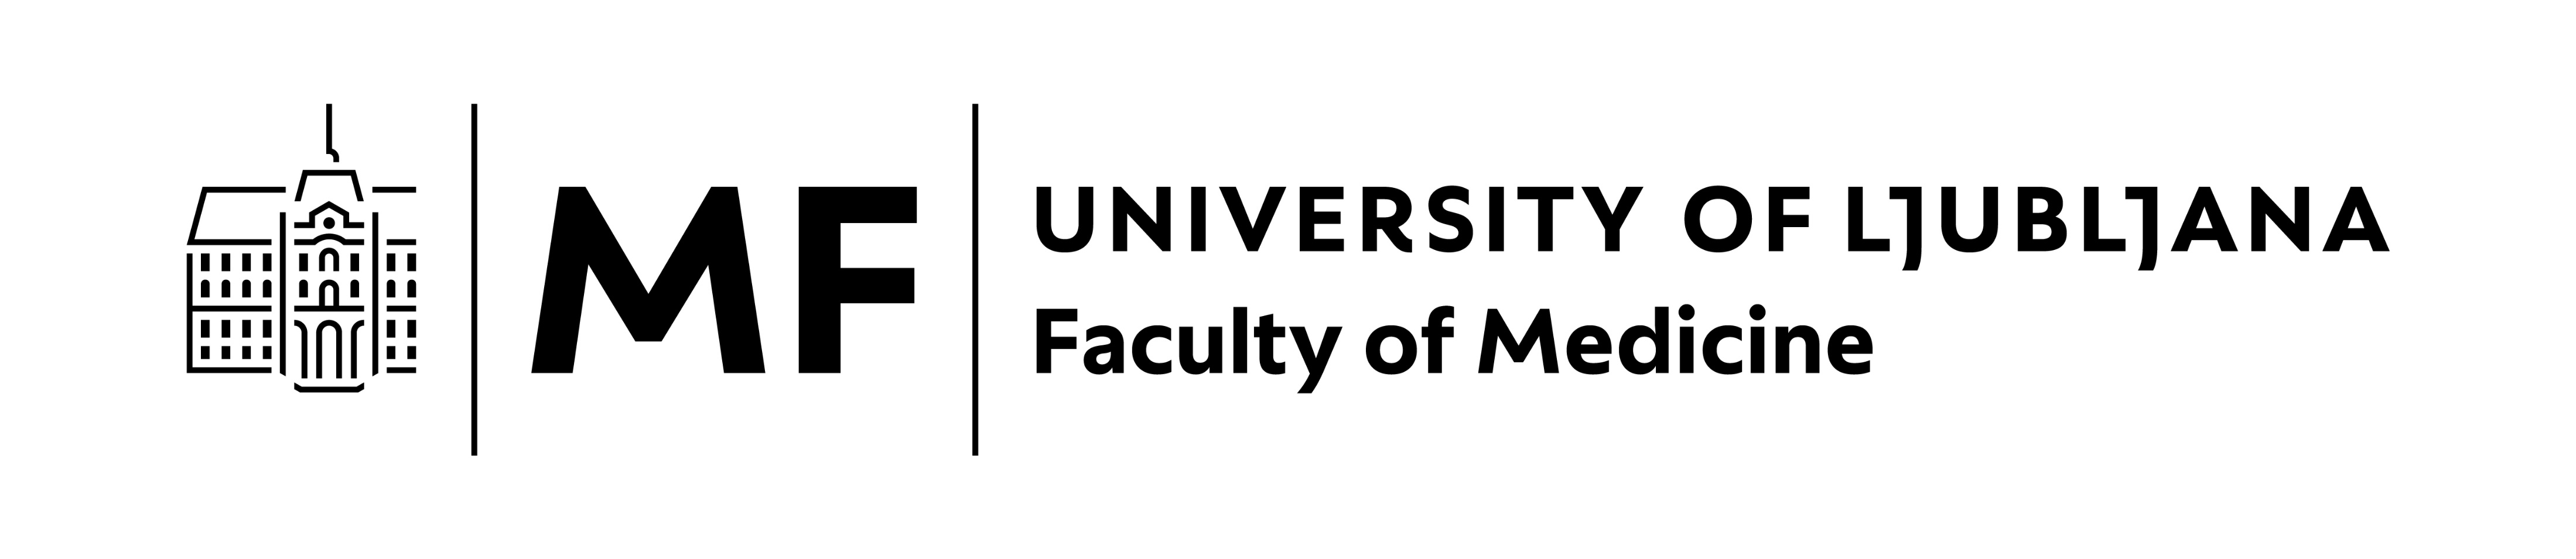 MF
UNIVERSITY OF LJUBLJANA
Faculty of Medicine